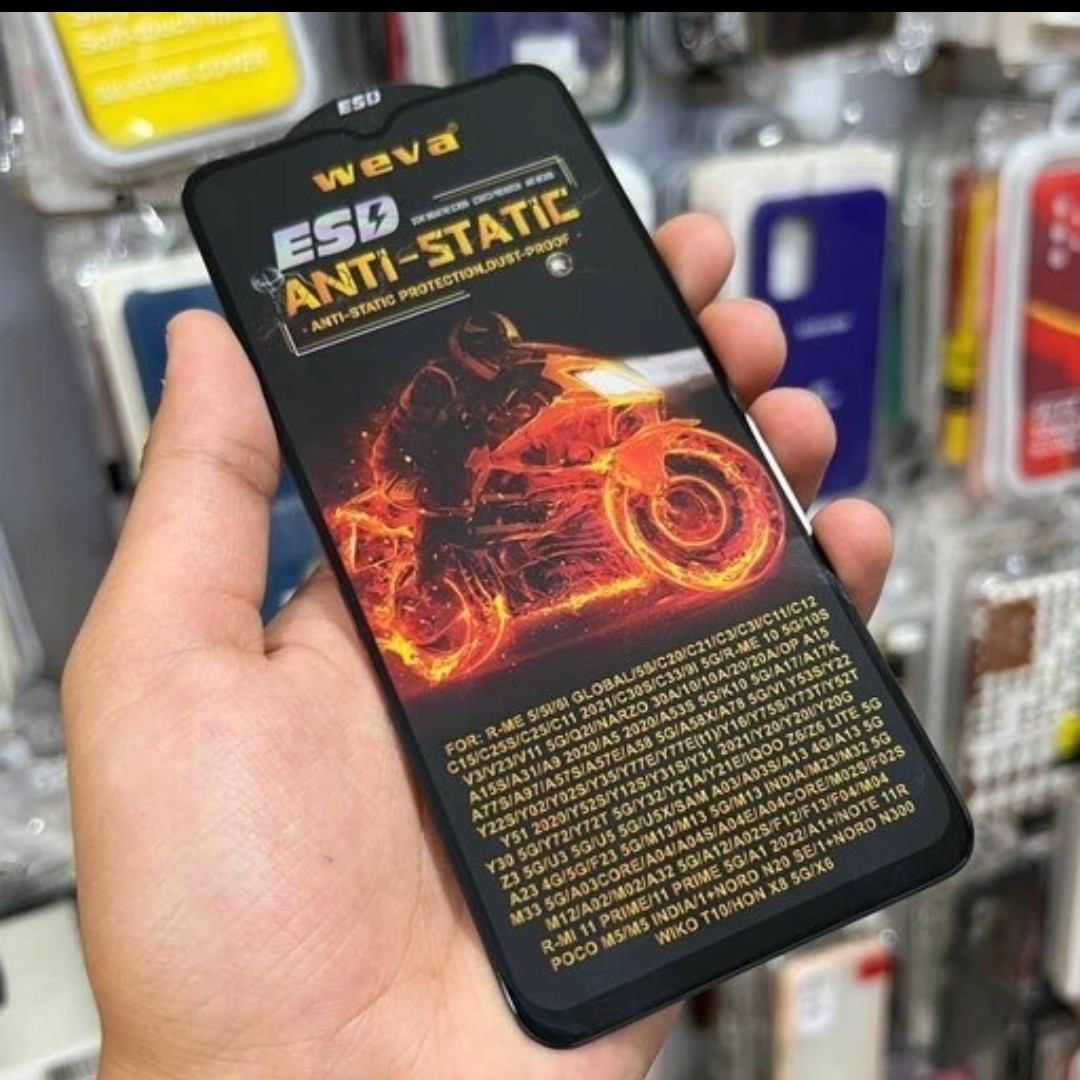 SILICONE COVER
ESD
weva
ESD
ANTI-STATIC
· ANTI-STATIC PROTECTION.DUST-PROOF ·
FOR: R-ME 5/5I/6I GLOBAL/5S/C20/C21/C3/C3I/C11/C12
C15/C25S/C25/C11 2021/C30S/C33/9I 5G/R-ME 10 5G/10S
V3/V23/V11 5G/Q2I/NARZO 30A/10/10A/20/20A/OP A15
A15S/A31/A9 2020/A5 2020/A53S 5G/K10 5G/A17/A17K
A77S/A97/A57S/A57E/A58 5G/A58X/A78 5G/VI Y53S/Y22
Y22S/Y02/Y02S/Y35/Y77E/Y77E(t1)/Y16/Y75S/Y73T/Y52T
Y51 2020/Y52S/Y12S/Y31S/Y31 2021/Y20/Y20I/Y20G
Y30 5G/Y72/Y72T 5G/Y32/Y21A/Y21E/IQOO Z6/Z6 LITE 5G
Z3 5G/U3 5G/U5 5G/U5X/SAM A03/A03S/A13 4G/A13 5G
A23 4G/5G/F23 5G/M13/M13 5G/M13 INDIA/M23/M32 5G
M33 5G/A03CORE/A04/A04S/A04E/A04CORE/M02S/F02S
M12/A02/M02/A32 5G/A12/A02S/F12/F13/F04/M04
R-MI 11 PRIME/11 PRIME 5G/A1 2022/A1+/NOTE 11R
POCO M5/M5 INDIA/1+NORD N20 SE/1+NORD N300
WIKO T10/HON X8 5G/X6